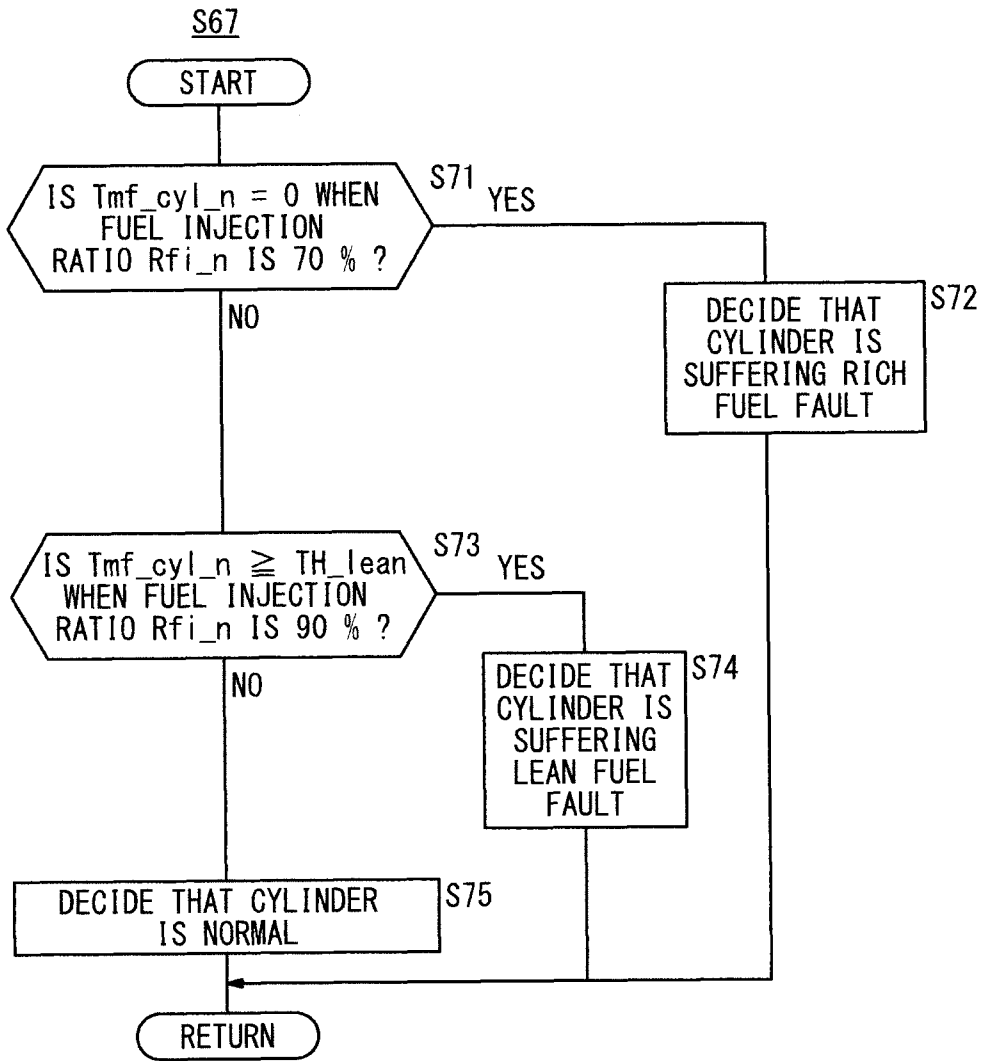 S67
START
IS Tmf_cyl_n = 0 WHEN
FUEL INJECTION
RATIO Rfi_n IS 70 % ?
S71
YES
NO
DECIDE THAT
CYLINDER IS
SUFFERING RICH
FUEL FAULT
S72
IS Tmf_cyl_n ≧ TH_lean
WHEN FUEL INJECTION
RATIO Rfi_n IS 90 % ?
S73
YES
NO
DECIDE THAT
CYLINDER IS
SUFFERING
LEAN FUEL
FAULT
S74
DECIDE THAT CYLINDER
IS NORMAL
S75
RETURN